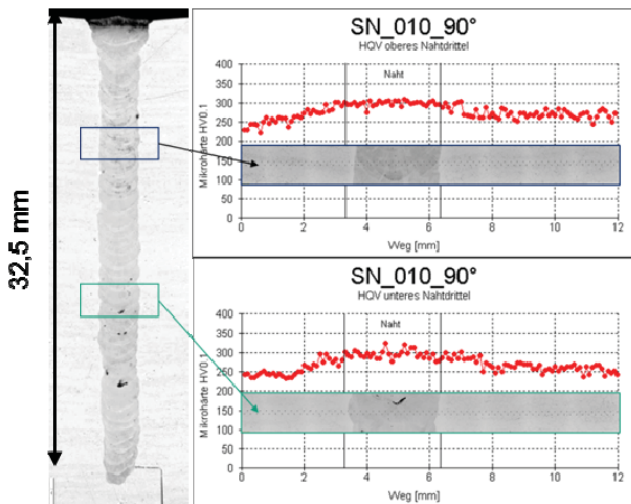 32,5 mm
SN_010_90°
HQV oberes Nahtdrittel
Naht
Mikrohärte HV0.1
400
350
300
250
200
150
100
50
0
0 2 4 6 8 10 12
Weg [mm]
SN_010_90°
HQV unteres Nahtdrittel
Naht
Mikrohärte HV0.1
400
350
300
250
200
150
100
50
0
0 2 4 6 8 10 12
Weg [mm]